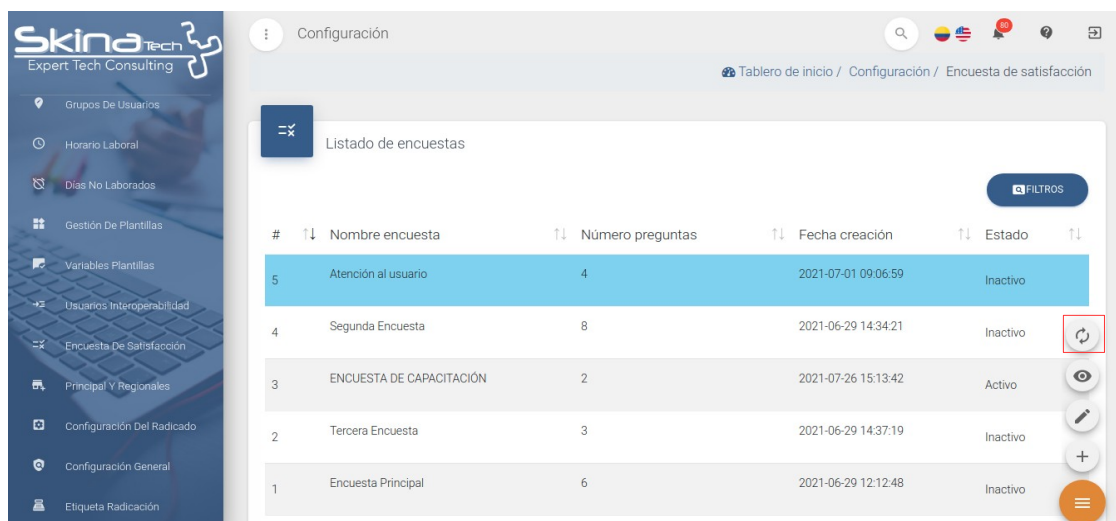 Skina Tech
Expert Tech Consulting
Grupos De Usuarios
Horario Laboral
Días No Laborados
Gestión De Plantillas
Variables Plantillas
Usuarios Interoperabilidad
Encuesta De Satisfacción
Principal Y Regionales
Configuración Del Radicado
Configuración General
Etiqueta Radicación
Configuración
80
Tablero de inicio / Configuración / Encuesta de satisfacción
Listado de encuestas
FILTROS
# Nombre encuesta Número preguntas Fecha creación Estado
5 Atención al usuario 4 2021-07-01 09:06:59 Inactivo
4 Segunda Encuesta 8 2021-06-29 14:34:21 Inactivo
3 ENCUESTA DE CAPACITACIÓN 2 2021-07-26 15:13:42 Activo
2 Tercera Encuesta 3 2021-06-29 14:37:19 Inactivo
1 Encuesta Principal 6 2021-06-29 12:12:48 Inactivo